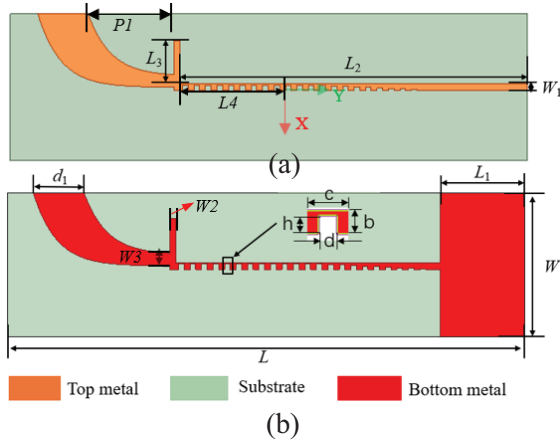 P1
L3
L2
L4
Y
W1
X
(a)
d1
L1
W2
c
h
b
d
W3
W
L
Top metal
Substrate
Bottom metal
(b)